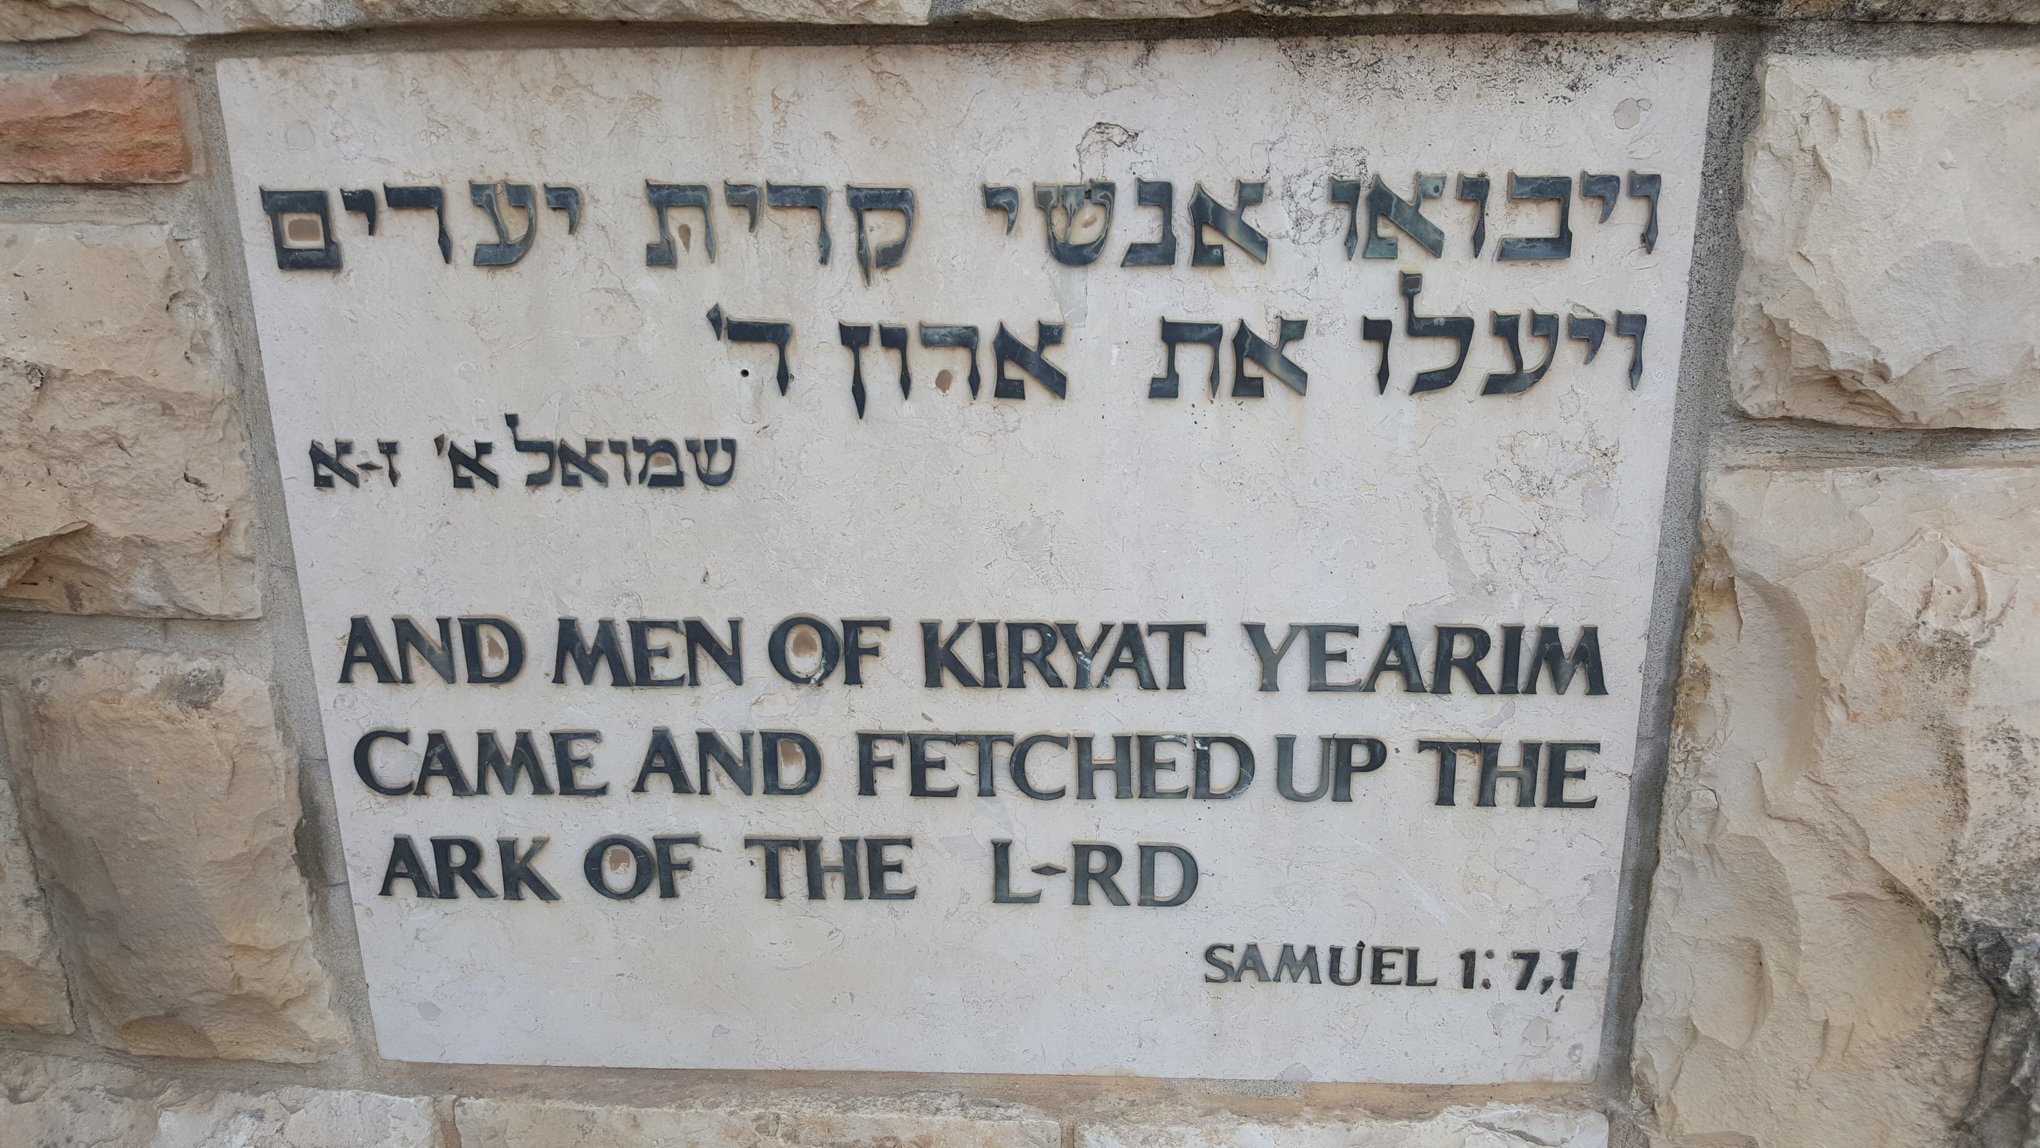 ויבואו אנשי קרית יערים
ויעלו את ארון ד'
שמואל א' ז-א
AND MEN OF KIRYAT YEARIM
CAME AND FETCHED UP THE
ARK OF THE L-RD
SAMUEL 1: 7,1